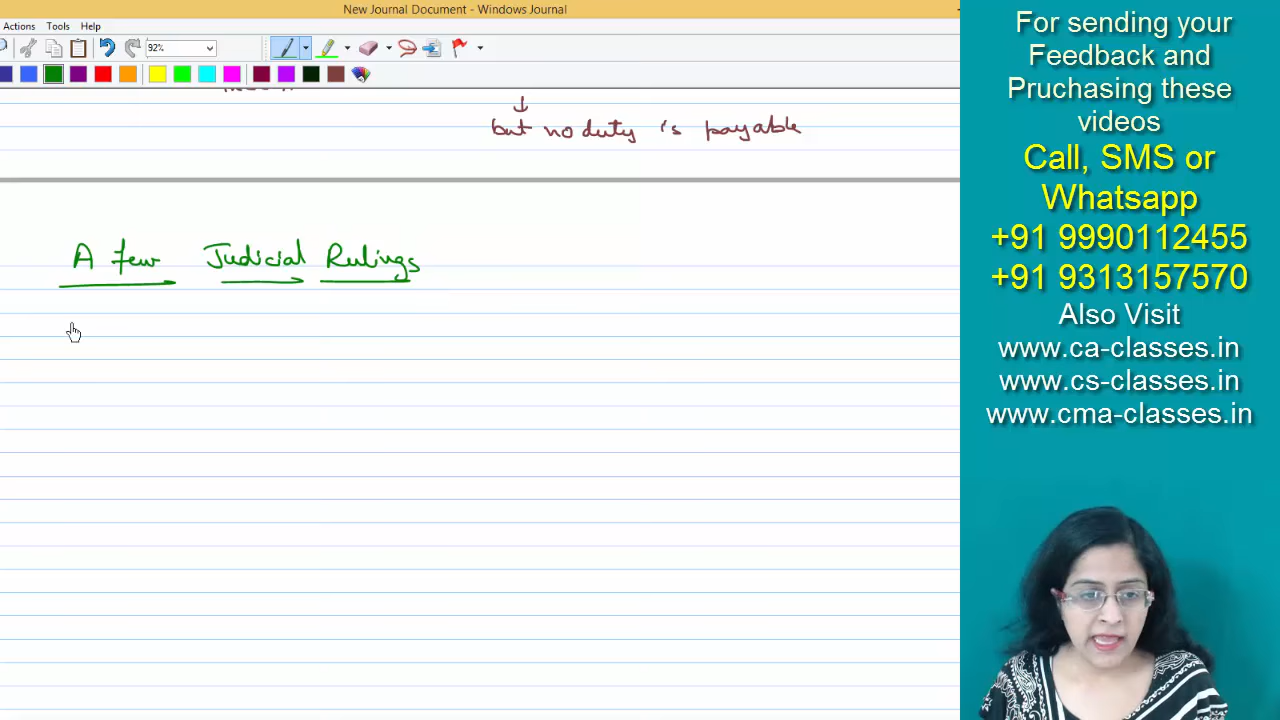 New Journal Document - Windows Journal
Actions Tools Help
92%
but no duty is payable
A few Judicial Rulings
For sending your
Feedback and
Pruchasing these
videos
Call, SMS or
Whatsapp
+91 9990112455
+91 9313157570
Also Visit
www.ca-classes.in
www.cs-classes.in
www.cma-classes.in